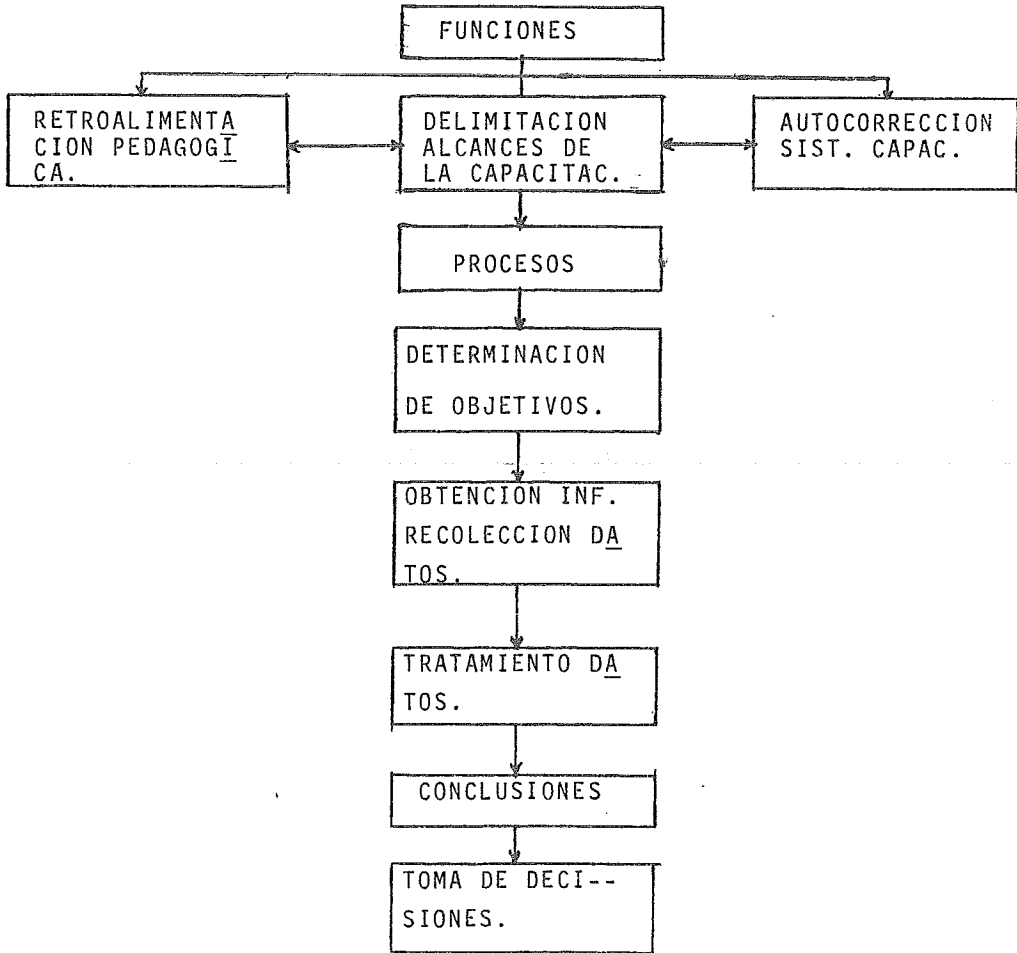 FUNCIONES
RETROALIMENTA
CION PEDAGOGI
CA.
DELIMITACION
ALCANCES DE
LA CAPACITAC.
AUTOCORRECCION
SIST. CAPAC.
PROCESOS
DETERMINACION
DE OBJETIVOS.
OBTENCION INF.
RECOLECCION DA
TOS.
TRATAMIENTO DA
TOS.
CONCLUSIONES
TOMA DE DECI--
SIONES.